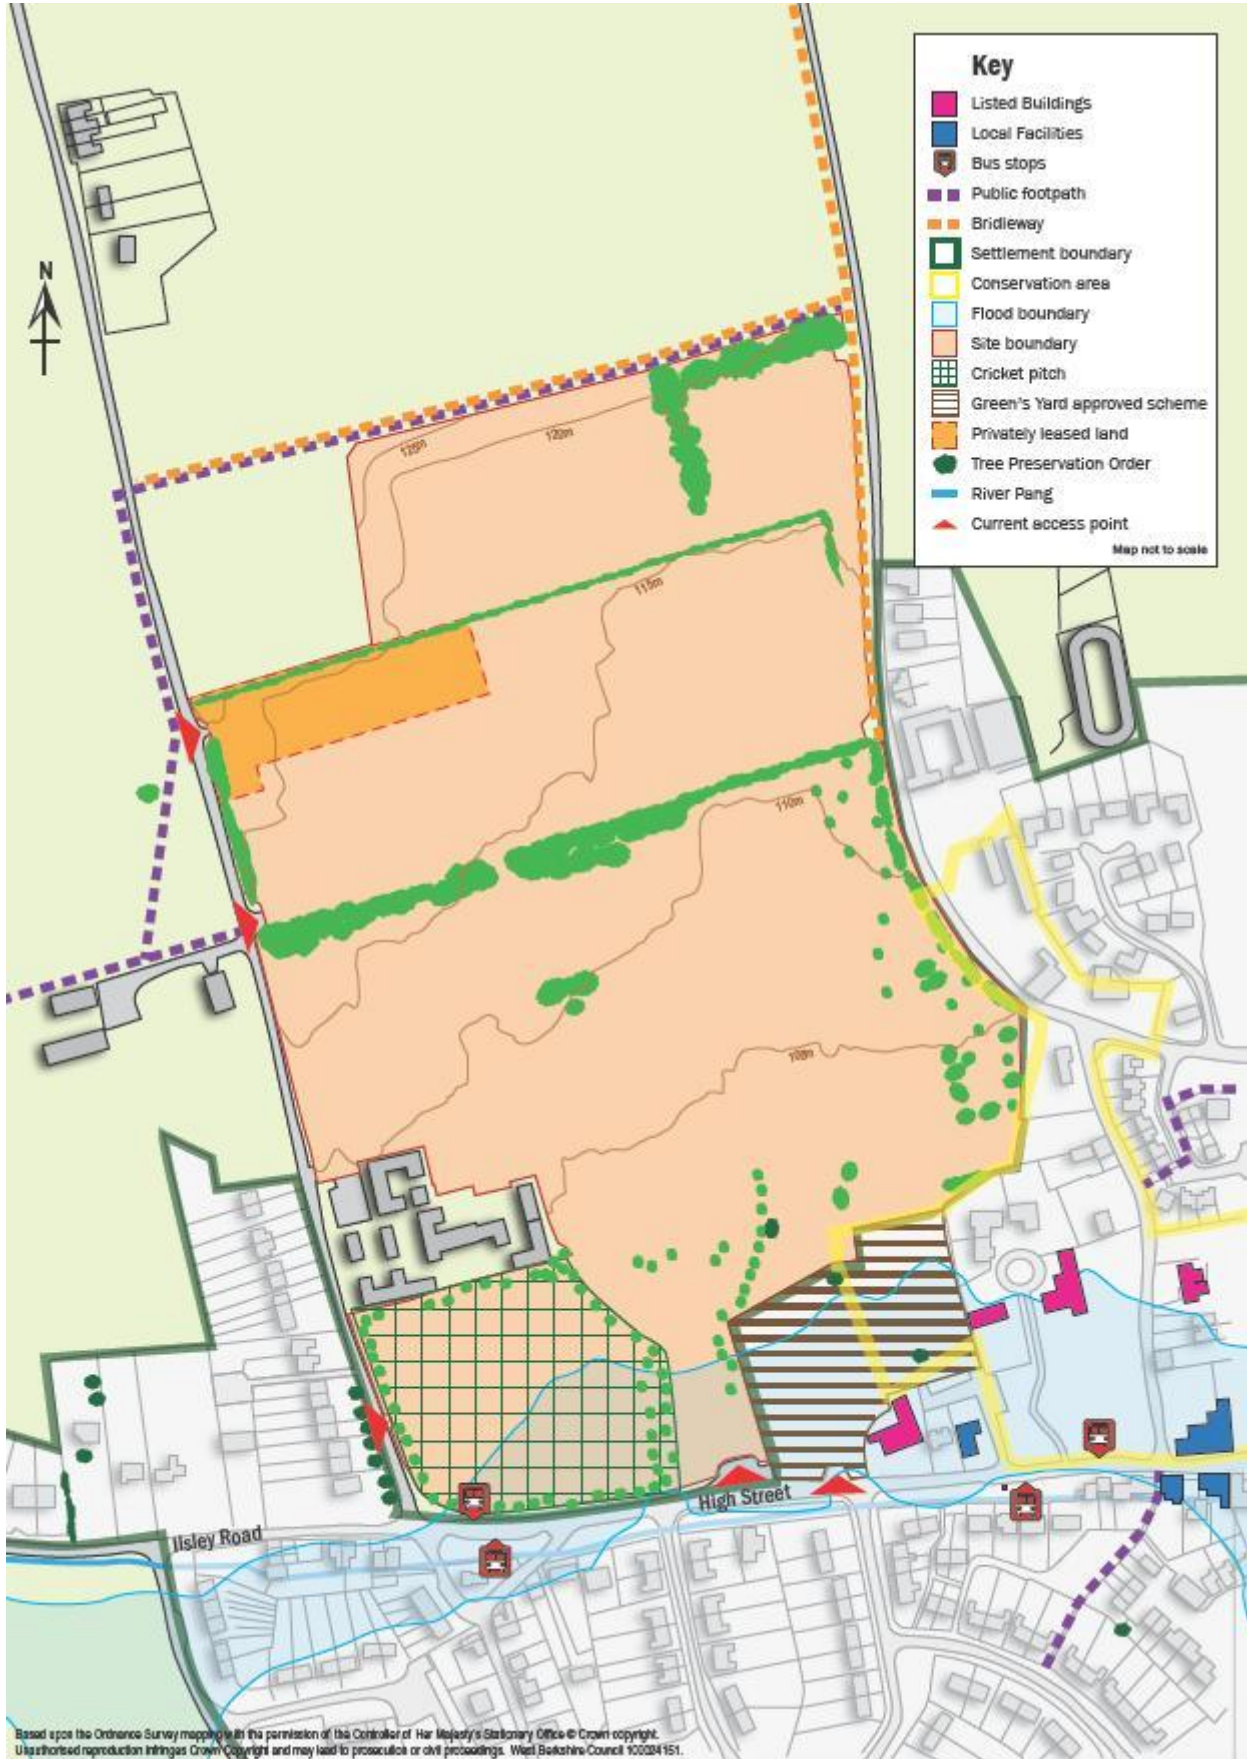 Key
Listed Buildings
Local Facilities
Bus stops
Public footpath
Bridleway
Settlement boundary
Conservation area
Flood boundary
Site boundary
Cricket pitch
Green's Yard approved scheme
Privately leased land
Tree Preservation Order
River Pang
Current access point
Map not to scale
N
125m
120m
115m
110m
108m
High Street
Ilsley Road
Based upon the Ordnance Survey mapping with the permission of the Controller of Her Majesty's Stationary Office © Crown copyright.
Unauthorised reproduction infringes Crown Copyright and may lead to prosecution or civil proceedings. West Berkshire Council 100024151.